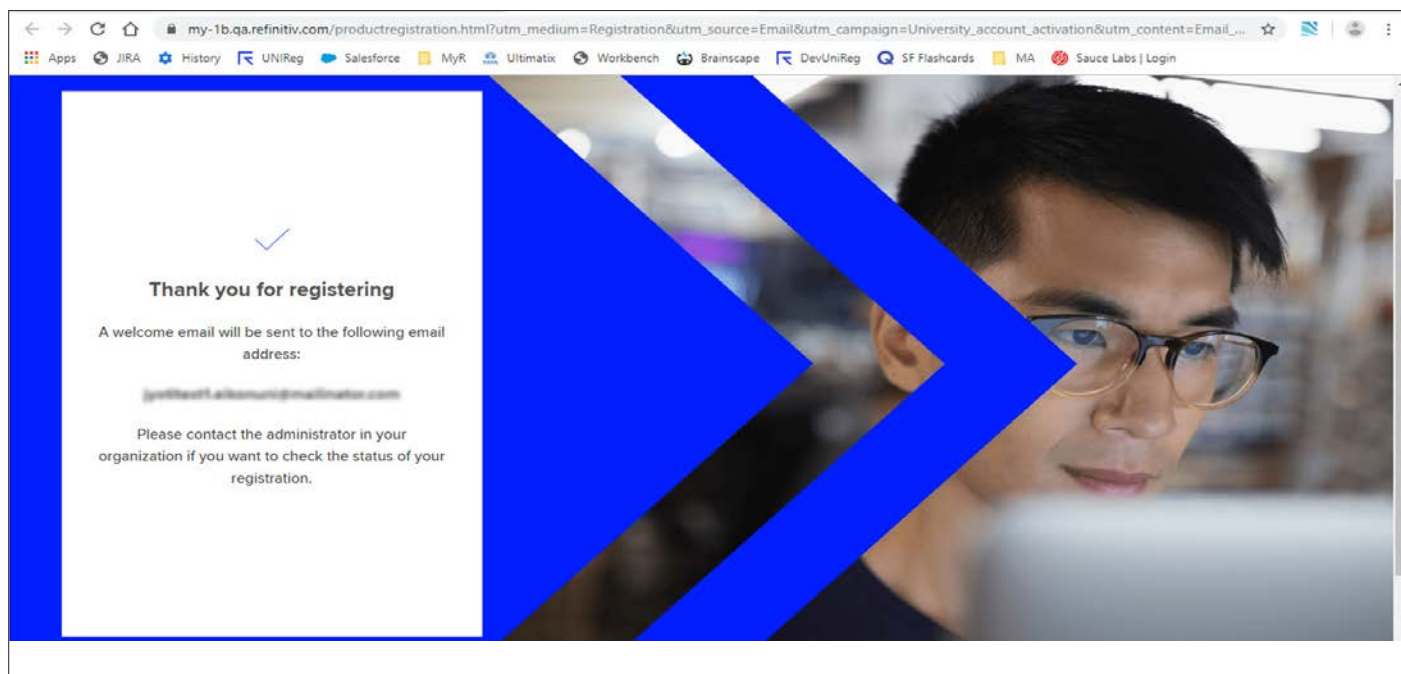 my-1b.qa.refinitiv.com/productregistration.html?utm_medium=Registration&utm_source=Email&utm_campaign=University_account_activation&utm_content=Email_...
Apps JIRA History UNIReg Salesforce MyR Ultimatix Workbench Brainscape DevUniReg SF Flashcards MA Sauce Labs | Login
Thank you for registering
A welcome email will be sent to the following email
address:
Please contact the administrator in your
organization if you want to check the status of your
registration.